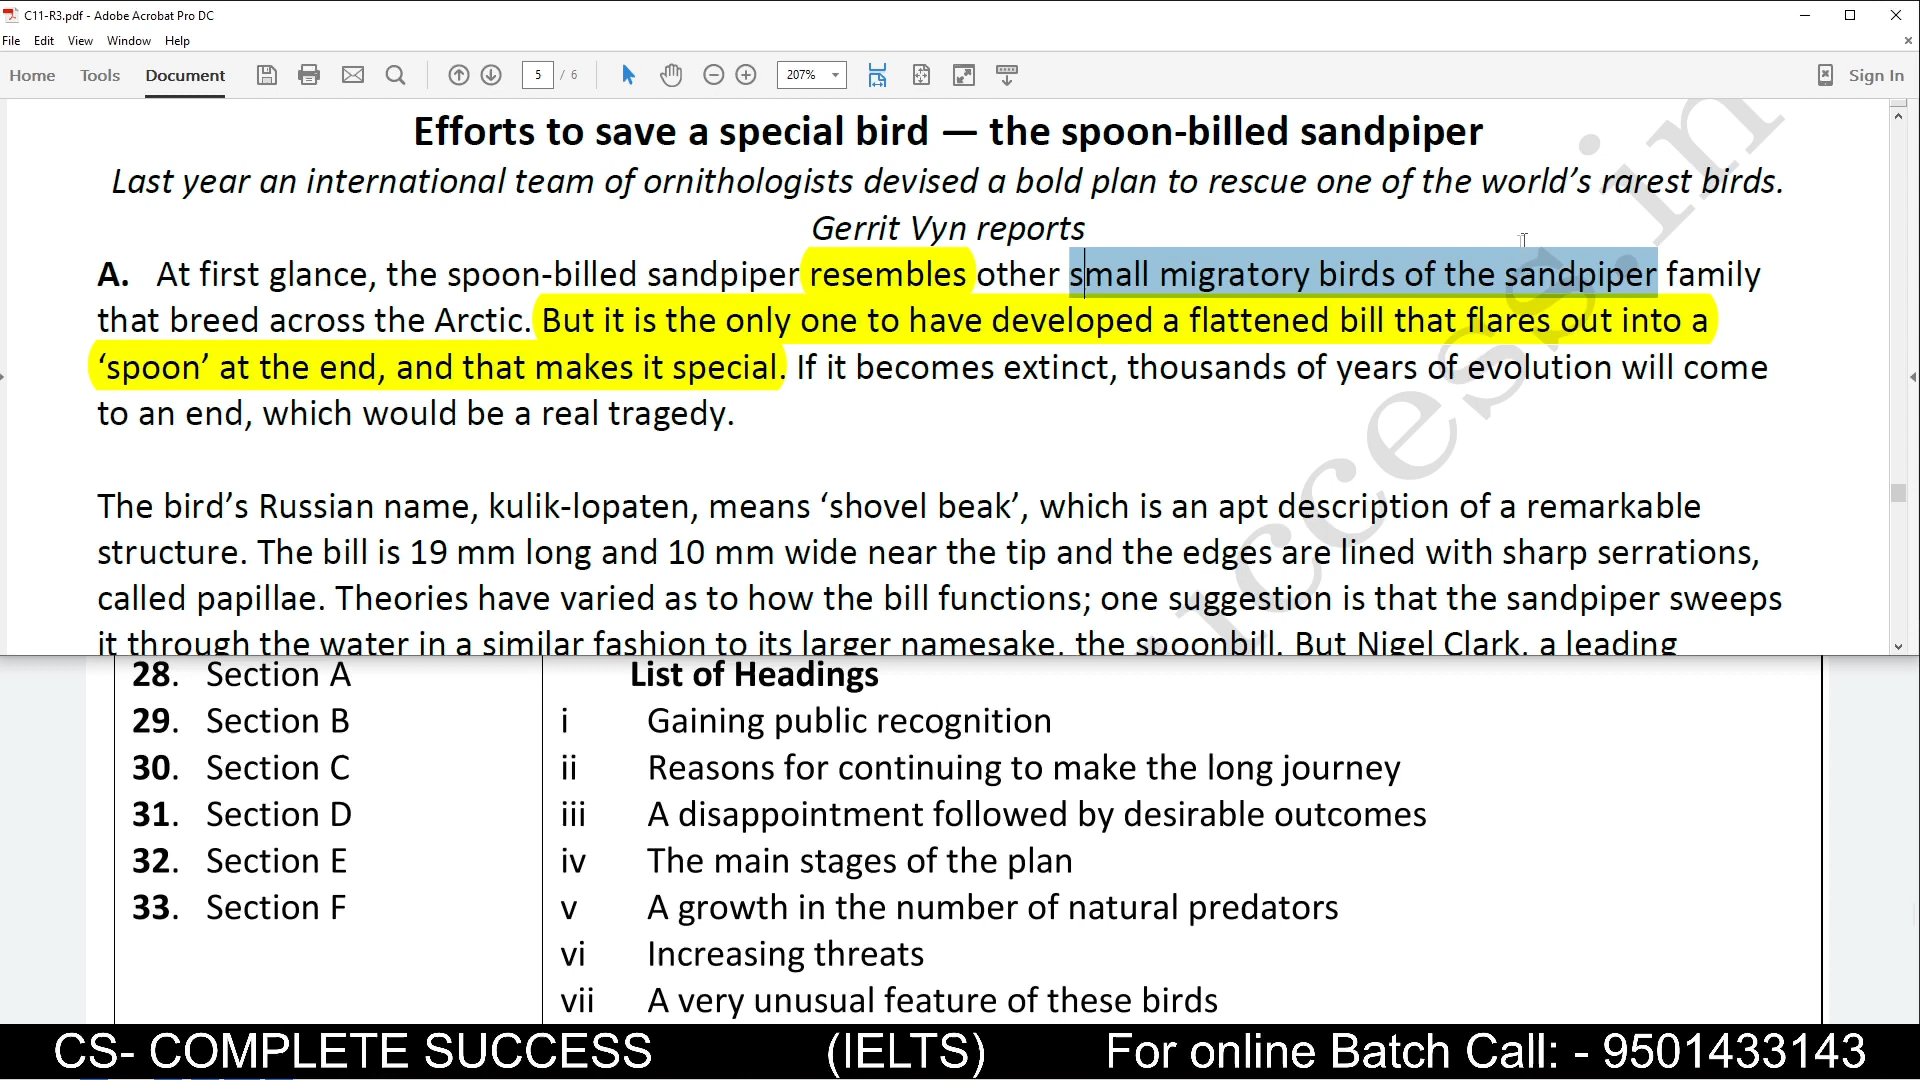 C11-R3.pdf - Adobe Acrobat Pro DC
File Edit View Window Help
Home Tools Document 5 / 6 207% Sign In
Efforts to save a special bird — the spoon-billed sandpiper
Last year an international team of ornithologists devised a bold plan to rescue one of the world's rarest birds.
Gerrit Vyn reports
A. At first glance, the spoon-billed sandpiper resembles other small migratory birds of the sandpiper family
that breed across the Arctic. But it is the only one to have developed a flattened bill that flares out into a
‘spoon’ at the end, and that makes it special. If it becomes extinct, thousands of years of evolution will come
to an end, which would be a real tragedy.
The bird’s Russian name, kulik-lopaten, means ‘shovel beak’, which is an apt description of a remarkable
structure. The bill is 19 mm long and 10 mm wide near the tip and the edges are lined with sharp serrations,
called papillae. Theories have varied as to how the bill functions; one suggestion is that the sandpiper sweeps
it through the water in a similar fashion to its larger namesake, the spoonbill. But Nigel Clark, a leading
28. Section A
29. Section B
30. Section C
31. Section D
32. Section E
33. Section F
List of Headings
i Gaining public recognition
ii Reasons for continuing to make the long journey
iii A disappointment followed by desirable outcomes
iv The main stages of the plan
v A growth in the number of natural predators
vi Increasing threats
vii A very unusual feature of these birds
CS- COMPLETE SUCCESS (IELTS) For online Batch Call: - 9501433143